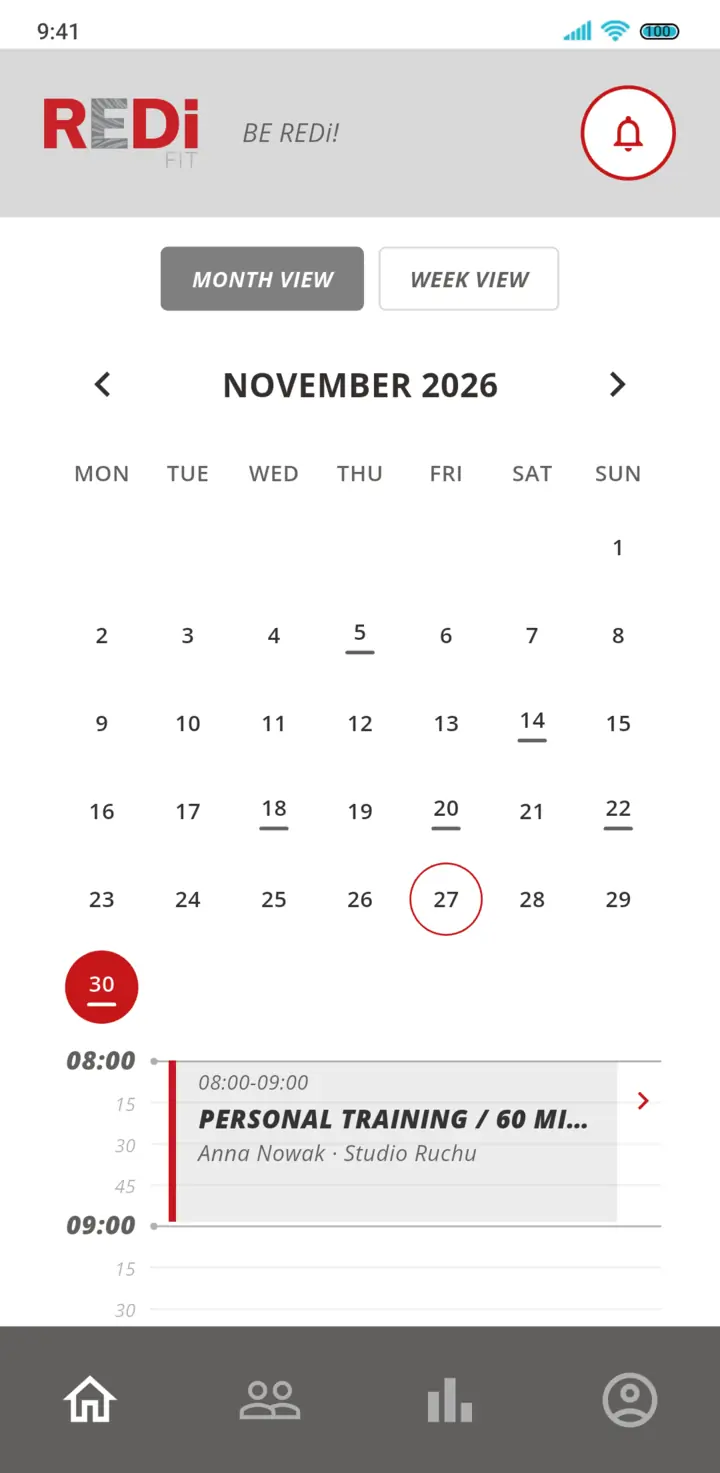 9:41
100
REDi
FIT
BE REDi!
MONTH VIEW
WEEK VIEW
NOVEMBER 2026
MON TUE WED THU FRI SAT SUN
1
2 3 4 5 6 7 8
9 10 11 12 13 14 15
16 17 18 19 20 21 22
23 24 25 26 27 28 29
30
08:00
08:00-09:00
15
PERSONAL TRAINING / 60 MI...
30
Anna Nowak · Studio Ruchu
45
09:00
15
30